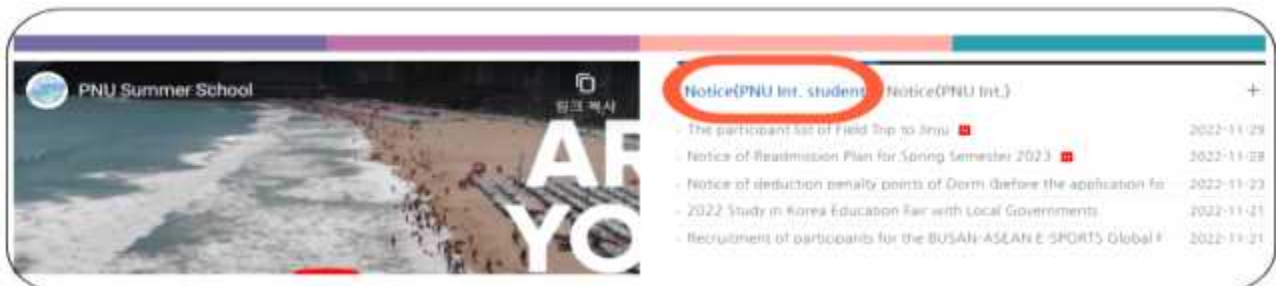 PNU Summer School
링크 복사
AR
YO
Notice(PNU Int. student
Notice(PNU Int.)
+
- The participant list of Field Trip to Jinju
2022-11-29
- Notice of Readmission Plan for Spring Semester 2023
2022-11-28
- Notice of deduction penalty points of Dorm (before the application fo
2022-11-23
- 2022 Study in Korea Education Fair with Local Governments
2022-11-21
- Recruitment of participants for the BUSAN-ASEAN E-SPORTS Global
2022-11-21